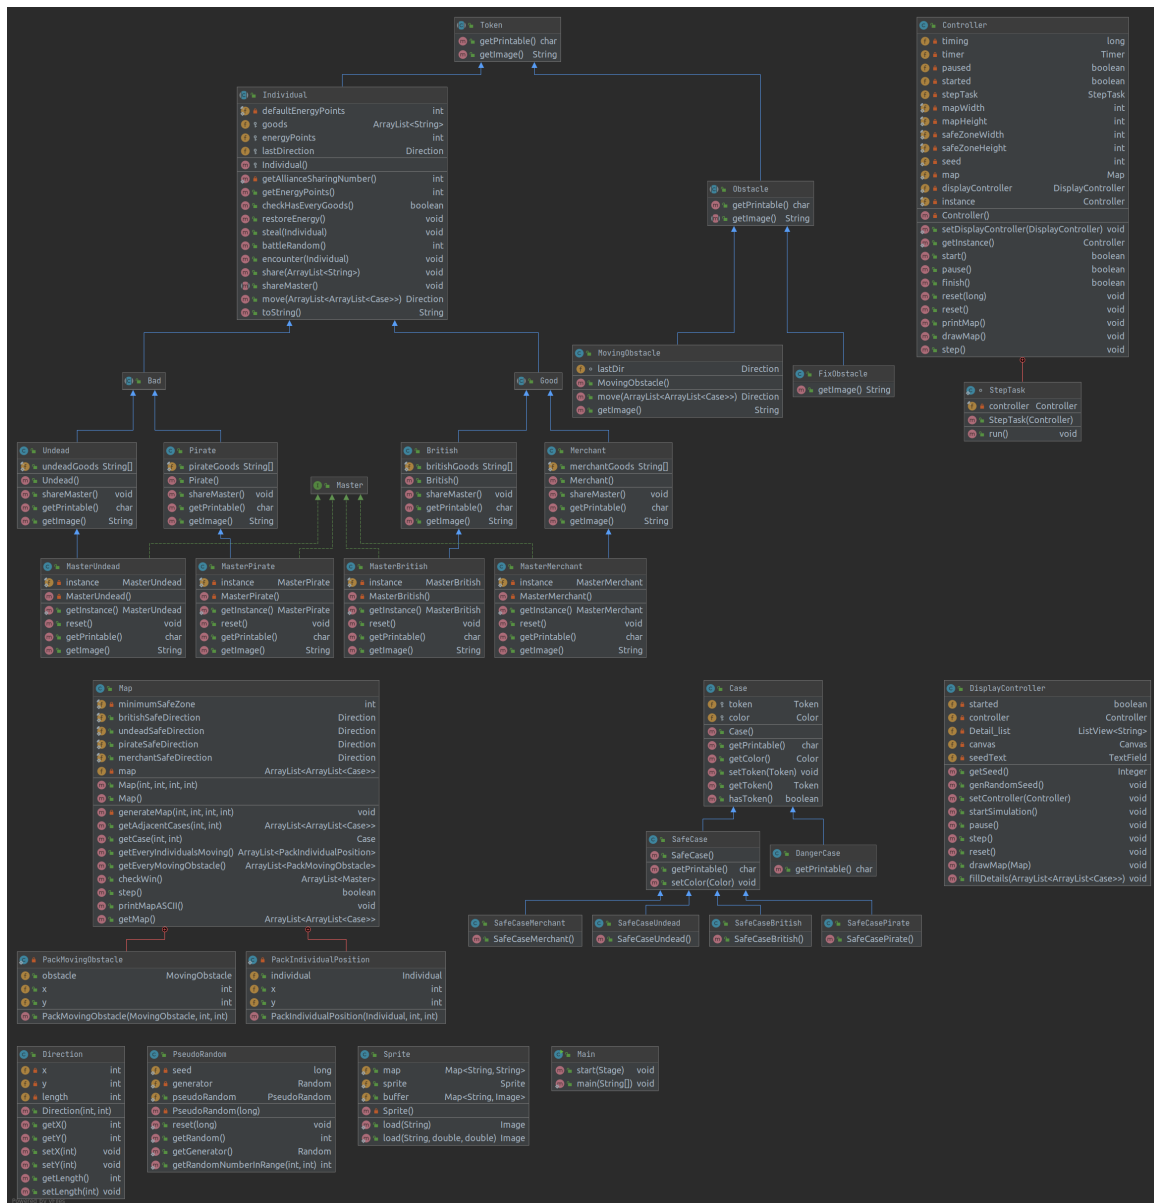 Token
getPrintable() char
getImage() String
Controller
timing long
timer Timer
paused boolean
started boolean
stepTask StepTask
mapWidth int
mapHeight int
safeZoneWidth int
safeZoneHeight int
seed int
map Map
displayController DisplayController
instance Controller
Controller()
setDisplayController(DisplayController) void
getInstance() Controller
start() boolean
pause() boolean
finish() boolean
reset(long) void
reset() void
printMap() void
drawMap() void
step() void
Individual
defaultEnergyPoints int
goods ArrayList<String>
energyPoints int
lastDirection Direction
Individual()
getAllianceSharingNumber() int
getEnergyPoints() int
checkHasEveryGoods() boolean
restoreEnergy() void
steal(Individual) void
battleRandom() int
encounter(Individual) void
share(ArrayList<String>) void
shareMaster() void
move(ArrayList<ArrayList<Case>>) Direction
toString() String
Obstacle
getPrintable() char
getImage() String
MovingObstacle
lastDir Direction
MovingObstacle()
move(ArrayList<ArrayList<Case>>) Direction
getImage() String
FixObstacle
getImage() String
StepTask
controller Controller
StepTask(Controller)
run() void
Bad
Good
Undead
undeadGoods String[]
Undead()
shareMaster() void
getPrintable() char
getImage() String
Pirate
pirateGoods String[]
Pirate()
shareMaster() void
getPrintable() char
getImage() String
Master
British
britishGoods String[]
British()
shareMaster() void
getPrintable() char
getImage() String
Merchant
merchantGoods String[]
Merchant()
shareMaster() void
getPrintable() char
getImage() String
MasterUndead
instance MasterUndead
MasterUndead()
getInstance() MasterUndead
reset() void
getPrintable() char
getImage() String
MasterPirate
instance MasterPirate
MasterPirate()
getInstance() MasterPirate
reset() void
getPrintable() char
getImage() String
MasterBritish
instance MasterBritish
MasterBritish()
getInstance() MasterBritish
reset() void
getPrintable() char
getImage() String
MasterMerchant
instance MasterMerchant
MasterMerchant()
getInstance() MasterMerchant
reset() void
getPrintable() char
getImage() String
Map
minimumSafeZone int
britishSafeDirection Direction
undeadSafeDirection Direction
pirateSafeDirection Direction
merchantSafeDirection Direction
map ArrayList<ArrayList<Case>>
Map(int, int, int, int)
Map()
generateMap(int, int, int, int) void
getAdjacentCases(int, int) ArrayList<ArrayList<Case>>
getCase(int, int) Case
getEveryIndividualsMoving() ArrayList<PackIndividualPosition>
getEveryMovingObstacle() ArrayList<PackMovingObstacle>
checkWin() ArrayList<Master>
step() boolean
printMapASCII() void
getMap() ArrayList<ArrayList<Case>>
Case
token Token
color Color
Case()
getPrintable() char
getColor() Color
setToken(Token) void
getToken() Token
hasToken() boolean
DisplayController
started boolean
controller Controller
Detail_list ListView<String>
canvas Canvas
seedText TextField
getSeed() Integer
genRandomSeed() void
setController(Controller) void
startSimulation() void
pause() void
step() void
reset() void
drawMap(Map) void
fillDetails(ArrayList<ArrayList<Case>>) void
SafeCase
SafeCase()
getPrintable() char
setColor(Color) void
DangerCase
getPrintable() char
SafeCaseMerchant
SafeCaseMerchant()
SafeCaseUndead
SafeCaseUndead()
SafeCaseBritish
SafeCaseBritish()
SafeCasePirate
SafeCasePirate()
PackMovingObstacle
obstacle MovingObstacle
x int
y int
PackMovingObstacle(MovingObstacle, int, int)
PackIndividualPosition
individual Individual
x int
y int
PackIndividualPosition(Individual, int, int)
Direction
x int
y int
length int
Direction(int, int)
getX() int
getY() int
setX(int) void
setY(int) void
getLength() int
setLength(int) void
PseudoRandom
seed long
generator Random
pseudoRandom PseudoRandom
PseudoRandom(long)
reset(long) void
getRandom() int
getGenerator() Random
getRandomNumberInRange(int, int) int
Sprite
map Map<String, String>
sprite Sprite
buffer Map<String, Image>
Sprite()
load(String) Image
load(String, double, double) Image
Main
start(Stage) void
main(String[]) void